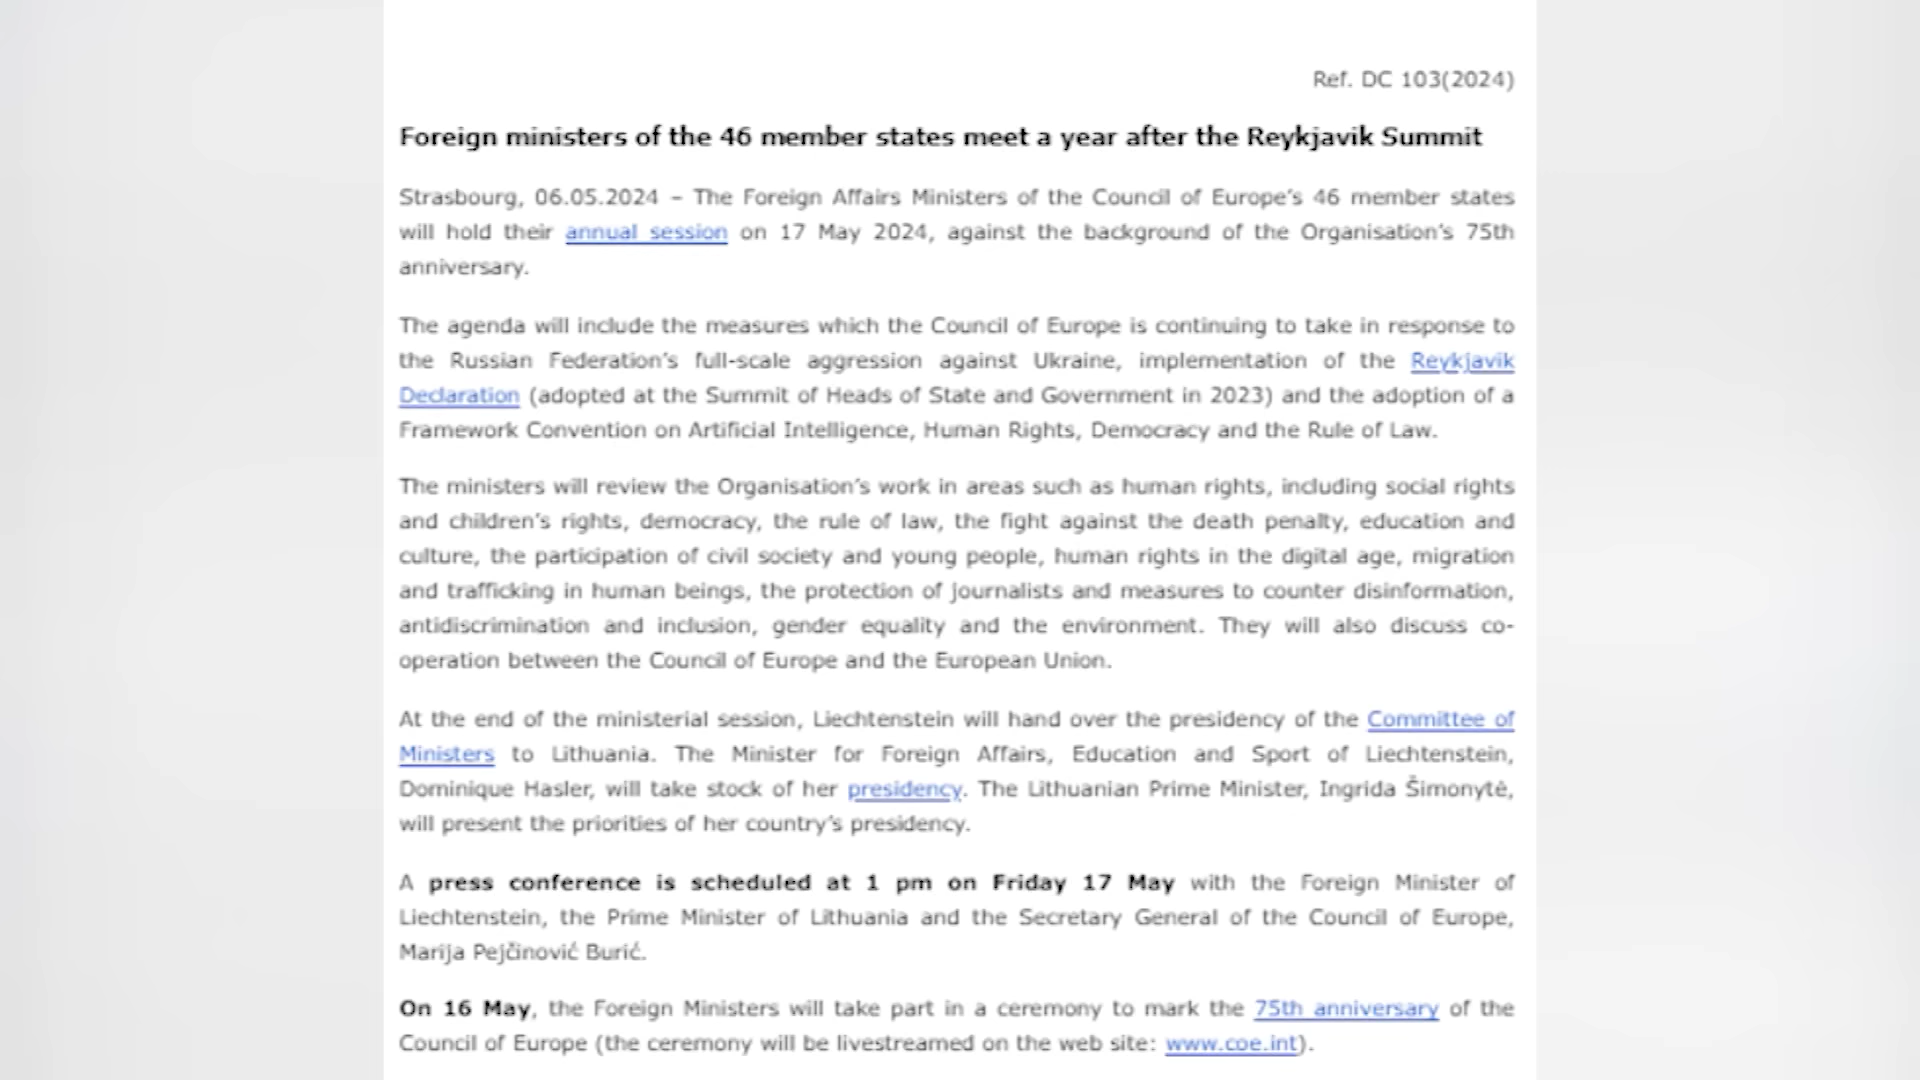 Ref. DC 103(2024)
Foreign ministers of the 46 member states meet a year after the Reykjavik Summit
Strasbourg, 06.05.2024 – The Foreign Affairs Ministers of the Council of Europe’s 46 member states
will hold their annual session on 17 May 2024, against the background of the Organisation’s 75th
anniversary.
The agenda will include the measures which the Council of Europe is continuing to take in response to
the Russian Federation’s full-scale aggression against Ukraine, implementation of the Reykjavik
Declaration (adopted at the Summit of Heads of State and Government in 2023) and the adoption of a
Framework Convention on Artificial Intelligence, Human Rights, Democracy and the Rule of Law.
The ministers will review the Organisation’s work in areas such as human rights, including social rights
and children’s rights, democracy, the rule of law, the fight against the death penalty, education and
culture, the participation of civil society and young people, human rights in the digital age, migration
and trafficking in human beings, the protection of journalists and measures to counter disinformation,
antidiscrimination and inclusion, gender equality and the environment. They will also discuss co-
operation between the Council of Europe and the European Union.
At the end of the ministerial session, Liechtenstein will hand over the presidency of the Committee of
Ministers to Lithuania. The Minister for Foreign Affairs, Education and Sport of Liechtenstein,
Dominique Hasler, will take stock of her presidency. The Lithuanian Prime Minister, Ingrida Šimonytė,
will present the priorities of her country’s presidency.
A press conference is scheduled at 1 pm on Friday 17 May with the Foreign Minister of
Liechtenstein, the Prime Minister of Lithuania and the Secretary General of the Council of Europe,
Marija Pejčinović Burić.
On 16 May, the Foreign Ministers will take part in a ceremony to mark the 75th anniversary of the
Council of Europe (the ceremony will be livestreamed on the web site: www.coe.int).